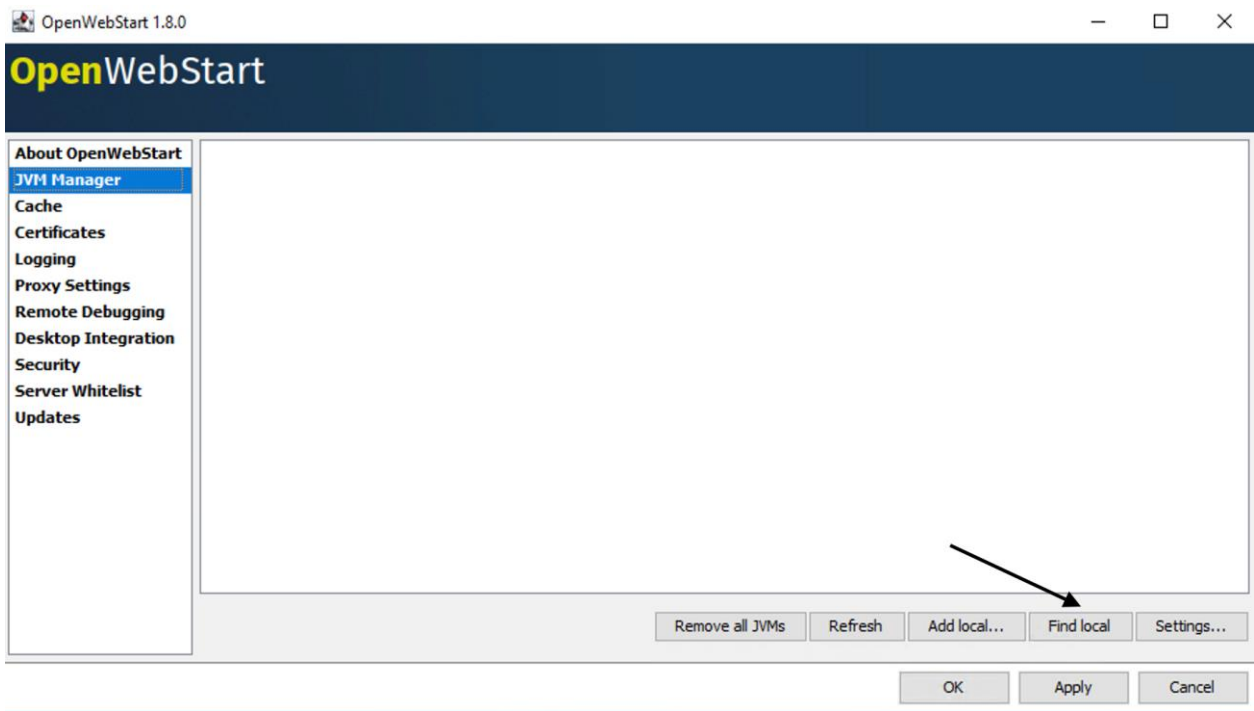 OpenWebStart 1.8.0
OpenWebStart
About OpenWebStart
JVM Manager
Cache
Certificates
Logging
Proxy Settings
Remote Debugging
Desktop Integration
Security
Server Whitelist
Updates
Remove all JVMs Refresh Add local... Find local Settings...
OK Apply Cancel